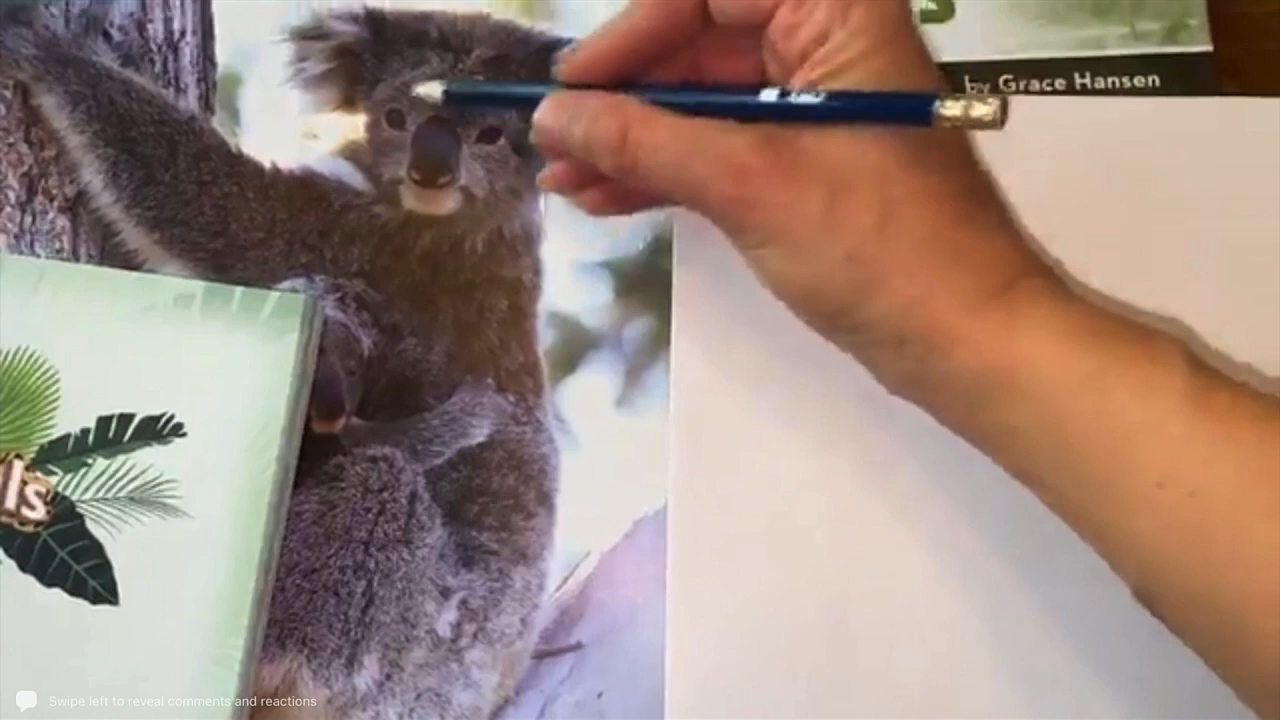 by Grace Hansen
ls
Swipe left to reveal comments and reactions